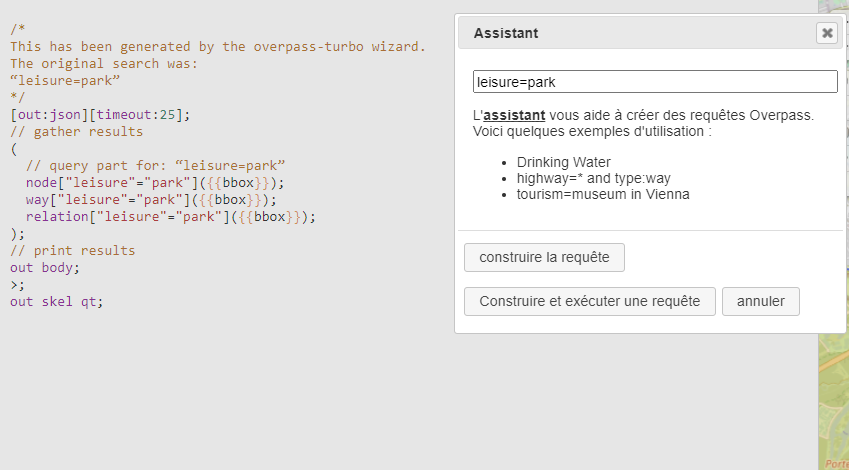 /*
This has been generated by the overpass-turbo wizard.
The original search was:
“leisure=park”
*/
[out:json][timeout:25];
// gather results
(
  // query part for: “leisure=park”
  node["leisure"="park"]({{bbox}});
  way["leisure"="park"]({{bbox}});
  relation["leisure"="park"]({{bbox}});
);
// print results
out body;
>;
out skel qt;
Assistant
leisure=park
L'assistant vous aide à créer des requêtes Overpass.
Voici quelques exemples d'utilisation :
• Drinking Water
• highway=* and type:way
• tourism=museum in Vienna
construire la requête
Construire et exécuter une requête
annuler
Porte